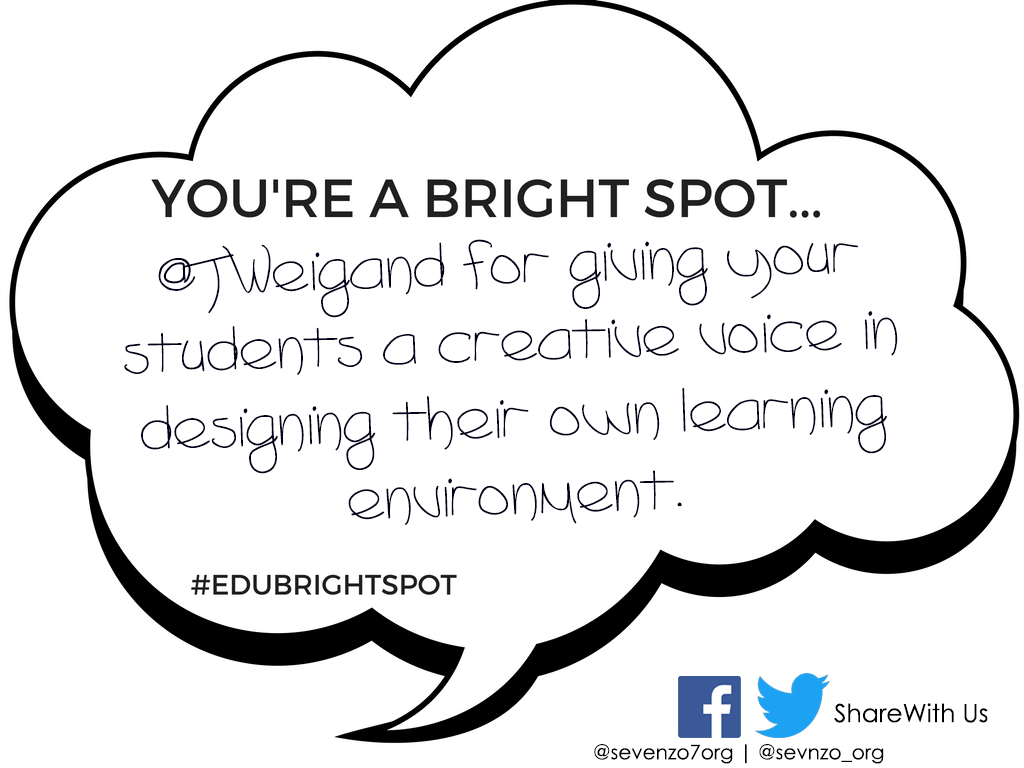 YOU'RE A BRIGHT SPOT...
@TWeigand for giving your
students a creative voice in
designing their own learning
environment.
#EDUBRIGHTSPOT
f
ShareWith Us
@sevenzo7org | @sevnzo_org